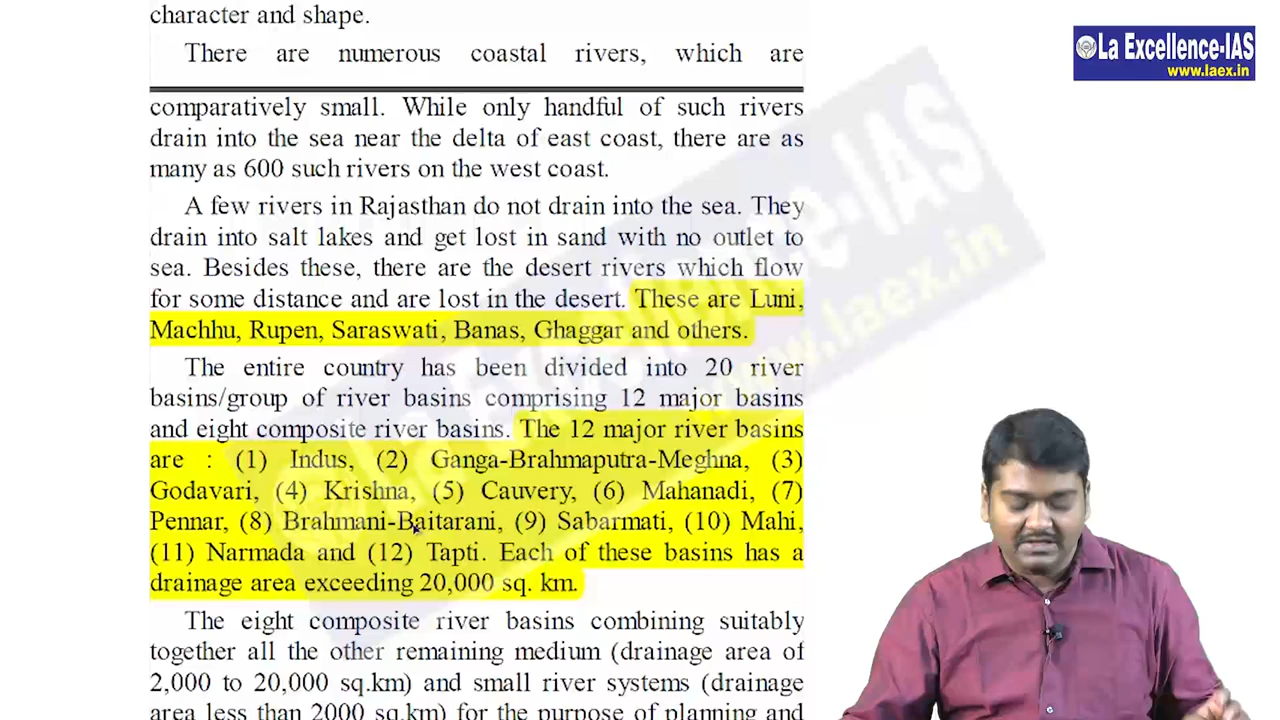 character and shape.
There are numerous coastal rivers, which are
comparatively small. While only handful of such rivers
drain into the sea near the delta of east coast, there are as
many as 600 such rivers on the west coast.
A few rivers in Rajasthan do not drain into the sea. They
drain into salt lakes and get lost in sand with no outlet to
sea. Besides these, there are the desert rivers which flow
for some distance and are lost in the desert. These are Luni,
Machhu, Rupen, Saraswati, Banas, Ghaggar and others.
The entire country has been divided into 20 river
basins/group of river basins comprising 12 major basins
and eight composite river basins. The 12 major river basins
are : (1) Indus, (2) Ganga-Brahmaputra-Meghna, (3)
Godavari, (4) Krishna, (5) Cauvery, (6) Mahanadi, (7)
Pennar, (8) Brahmani-Baitarani, (9) Sabarmati, (10) Mahi,
(11) Narmada and (12) Tapti. Each of these basins has a
drainage area exceeding 20,000 sq. km.
The eight composite river basins combining suitably
together all the other remaining medium (drainage area of
2,000 to 20,000 sq.km) and small river systems (drainage
area less than 2000 sq.km) for the purpose of planning and
La Excellence-IAS
www.laex.in
La Excellence-IAS
www.laex.in